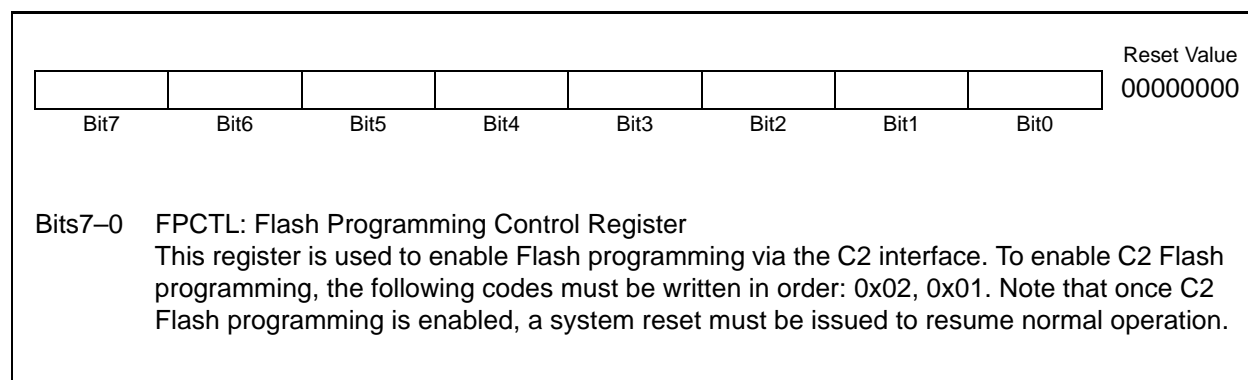 Reset Value
00000000
Bit7 Bit6 Bit5 Bit4 Bit3 Bit2 Bit1 Bit0
Bits7–0 FPCTL: Flash Programming Control Register
This register is used to enable Flash programming via the C2 interface. To enable C2 Flash
programming, the following codes must be written in order: 0x02, 0x01. Note that once C2
Flash programming is enabled, a system reset must be issued to resume normal operation.